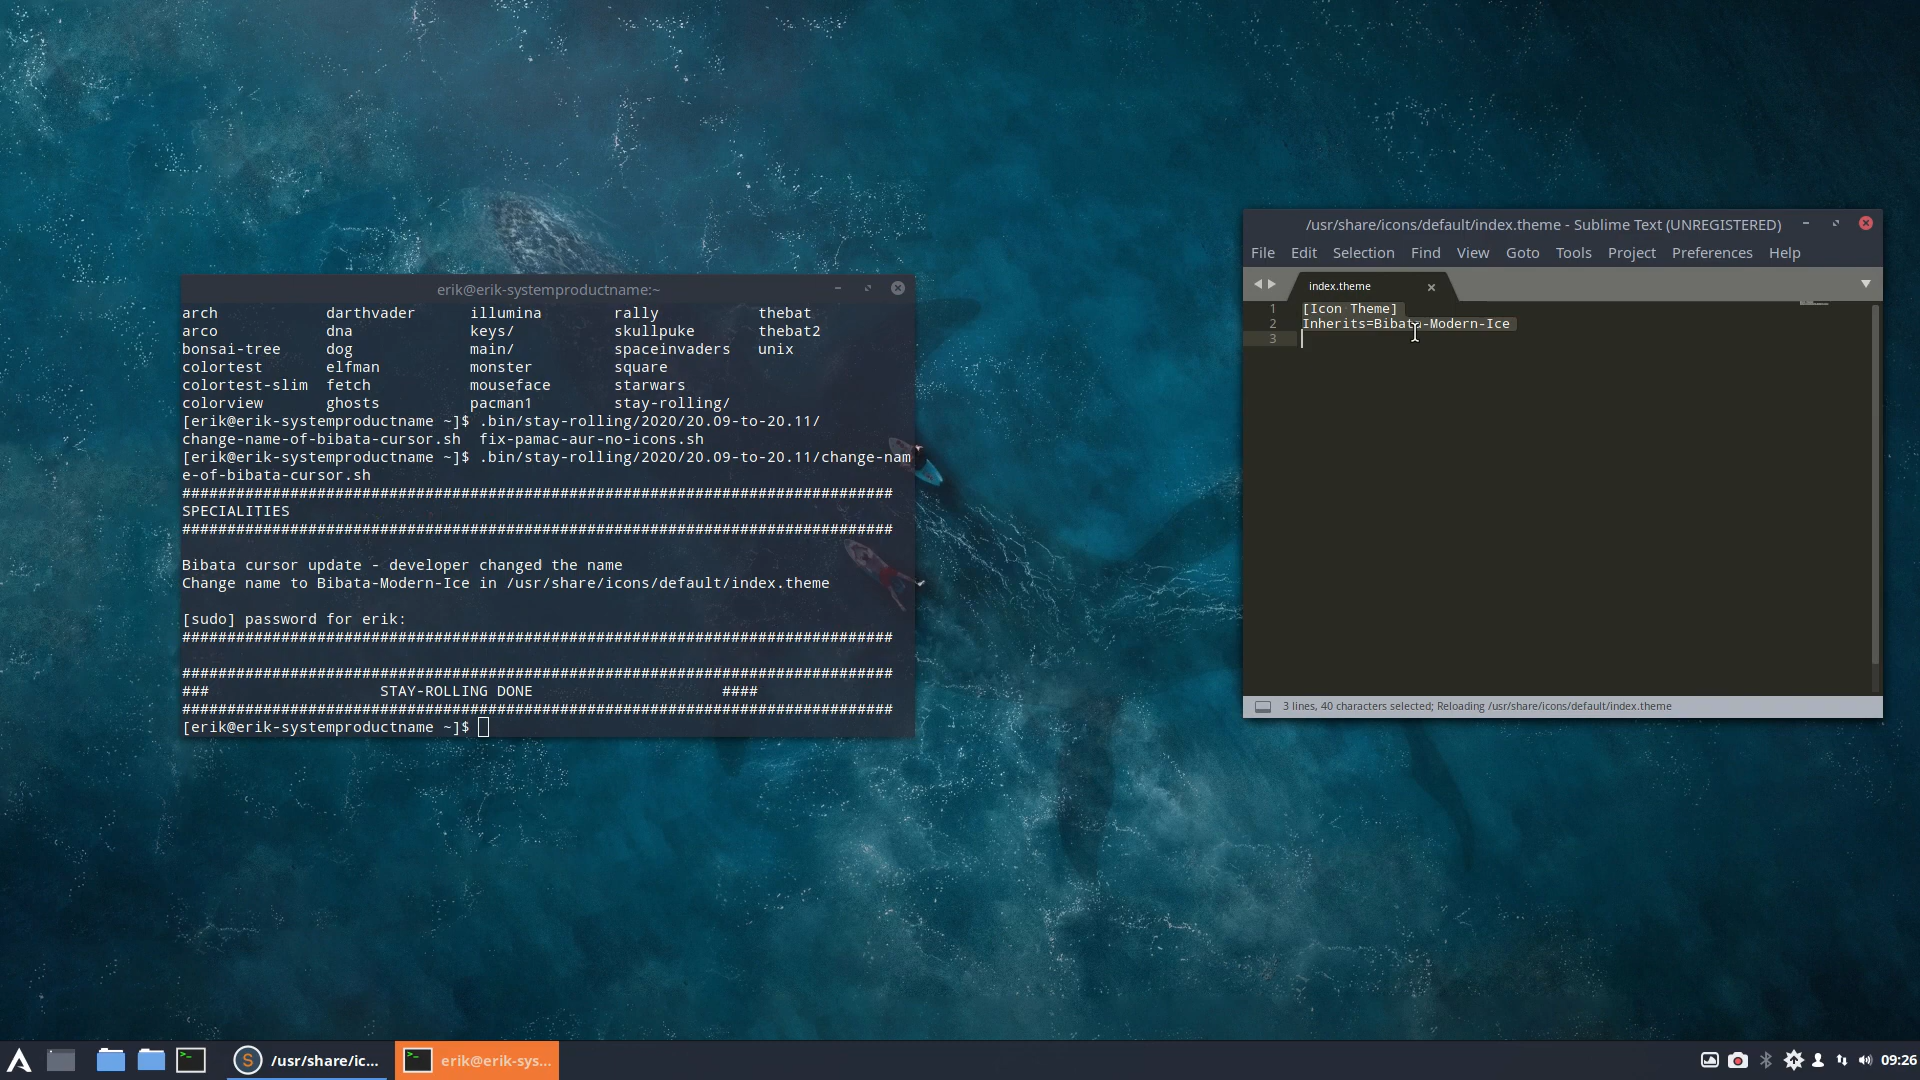 erik@erik-systemproductname:~
arch darthvader illumina rally thebat
arco dna keys/ skullpuke thebat2
bonsai-tree dog main/ spaceinvaders unix
colortest elfman monster square
colortest-slim fetch mouseface starwars
colorview ghosts pacman1 stay-rolling/
[erik@erik-systemproductname ~]$ .bin/stay-rolling/2020/20.09-to-20.11/
change-name-of-bibata-cursor.sh fix-pamac-aur-no-icons.sh
[erik@erik-systemproductname ~]$ .bin/stay-rolling/2020/20.09-to-20.11/change-nam
e-of-bibata-cursor.sh
###############################################################################
SPECIALITIES
###############################################################################
Bibata cursor update - developer changed the name
Change name to Bibata-Modern-Ice in /usr/share/icons/default/index.theme
[sudo] password for erik:
###############################################################################
###############################################################################
### STAY-ROLLING DONE ####
###############################################################################
[erik@erik-systemproductname ~]$
/usr/share/icons/default/index.theme - Sublime Text (UNREGISTERED)
File Edit Selection Find View Goto Tools Project Preferences Help
index.theme
1 [Icon Theme]
2 Inherits=Bibata-Modern-Ice
3
3 lines, 40 characters selected; Reloading /usr/share/icons/default/index.theme
/usr/share/ic...
erik@erik-sys...
09:26